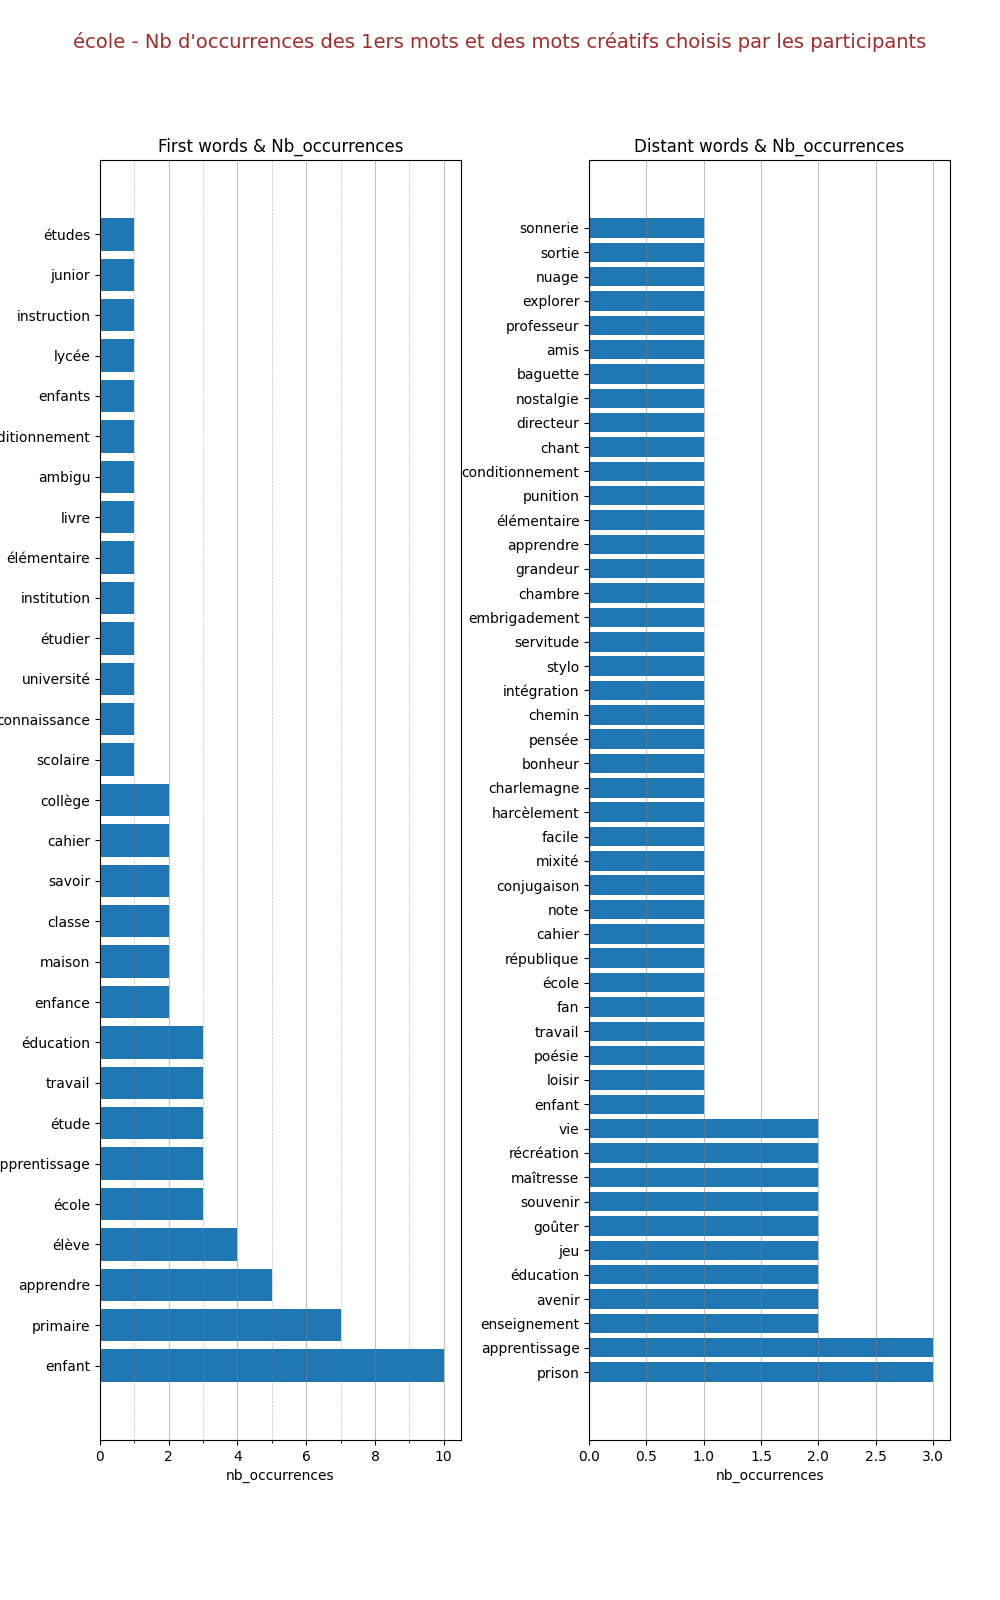 école - Nb d'occurrences des 1ers mots et des mots créatifs choisis par les participants
First words & Nb_occurrences
études
junior
instruction
lycée
enfants
ditionnement
ambigu
livre
élémentaire
institution
étudier
université
connaissance
scolaire
collège
cahier
savoir
classe
maison
enfance
éducation
travail
étude
pprentissage
école
élève
apprendre
primaire
enfant
0 2 4 6 8 10
nb_occurrences
Distant words & Nb_occurrences
sonnerie
sortie
nuage
explorer
professeur
amis
baguette
nostalgie
directeur
chant
conditionnement
punition
élémentaire
apprendre
grandeur
chambre
embrigadement
servitude
stylo
intégration
chemin
pensée
bonheur
charlemagne
harcèlement
facile
mixité
conjugaison
note
cahier
république
école
fan
travail
poésie
loisir
enfant
vie
récréation
maîtresse
souvenir
goûter
jeu
éducation
avenir
enseignement
apprentissage
prison
0.0 0.5 1.0 1.5 2.0 2.5 3.0
nb_occurrences